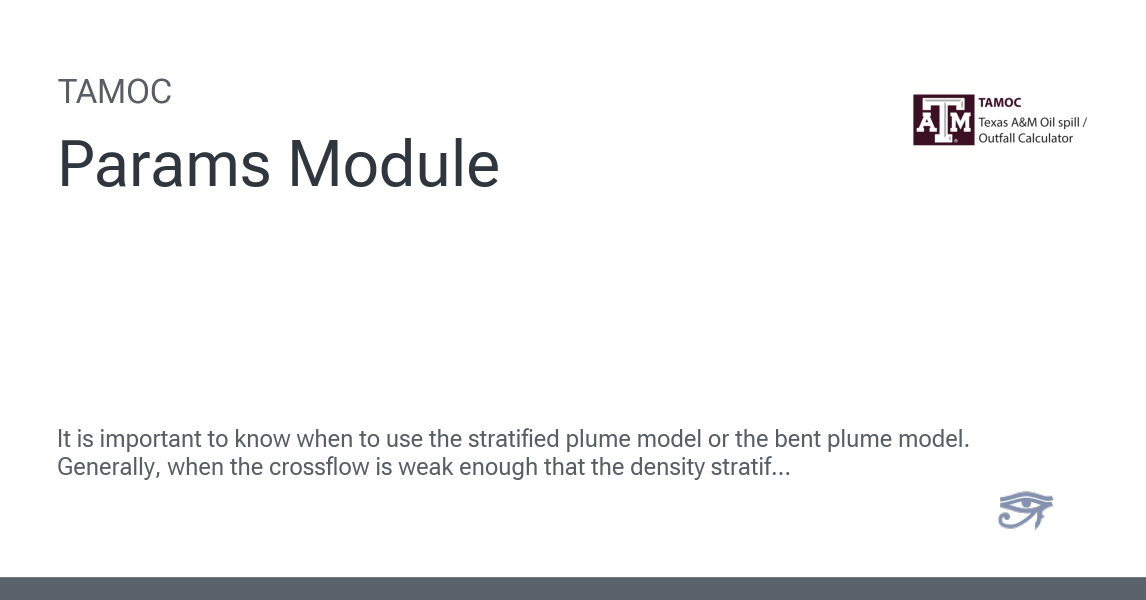 TAMOC
Params Module
ATM
TAMOC
Texas A&M Oil spill /
Outfall Calculator
It is important to know when to use the stratified plume model or the bent plume model.
Generally, when the crossflow is weak enough that the density stratif...